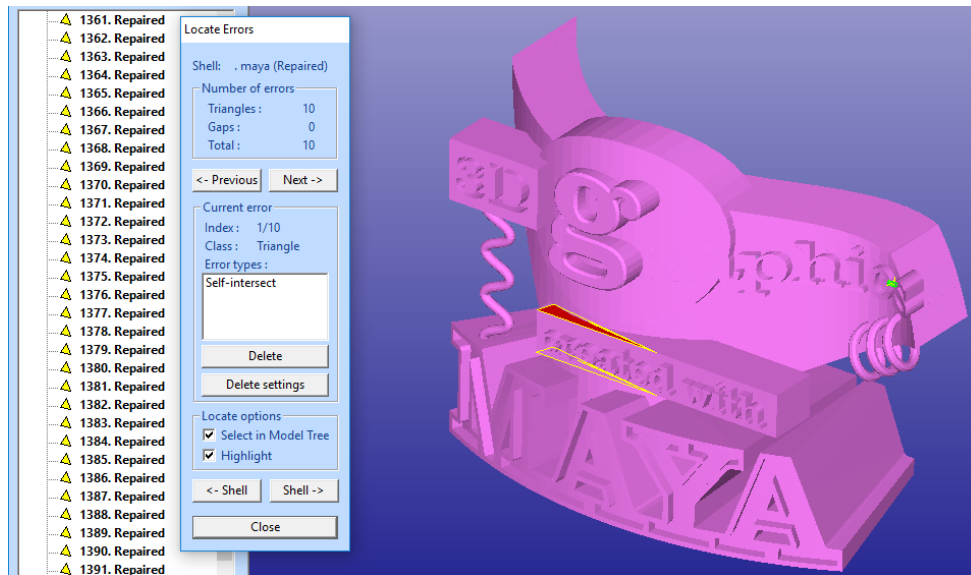 1361. Repaired
1362. Repaired
1363. Repaired
1364. Repaired
1365. Repaired
1366. Repaired
1367. Repaired
1368. Repaired
1369. Repaired
1370. Repaired
1371. Repaired
1372. Repaired
1373. Repaired
1374. Repaired
1375. Repaired
1376. Repaired
1377. Repaired
1378. Repaired
1379. Repaired
1380. Repaired
1381. Repaired
1382. Repaired
1383. Repaired
1384. Repaired
1385. Repaired
1386. Repaired
1387. Repaired
1388. Repaired
1389. Repaired
1390. Repaired
1391. Repaired
Locate Errors
Shell: . maya (Repaired)
Number of errors
Triangles : 10
Gaps : 0
Total : 10
<- Previous Next ->
Current error
Index : 1/10
Class : Triangle
Error types :
Self-intersect
Delete
Delete settings
Locate options
Select in Model Tree
Highlight
<- Shell Shell ->
Close
3D
g
phi
created with
MAYA